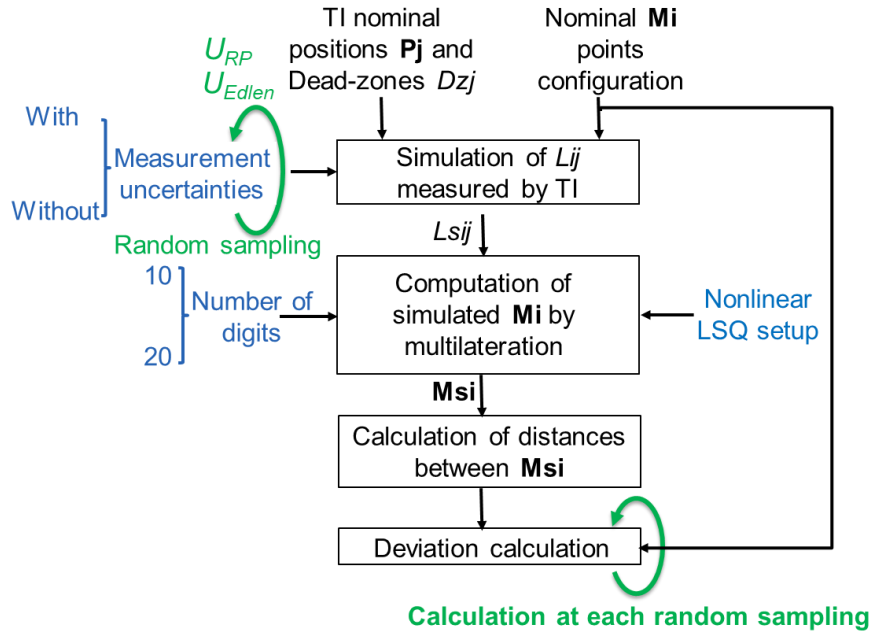 TI nominal
positions Pj and
Dead-zones Dzj
Nominal Mi
points
configuration
U_RP
U_Edlen
With
Without
Measurement
uncertainties
Random sampling
Simulation of Lij
measured by TI
Lsij
10
20
Number of
digits
Computation of
simulated Mi by
multilateration
Nonlinear
LSQ setup
Msi
Calculation of distances
between Msi
Deviation calculation
Calculation at each random sampling